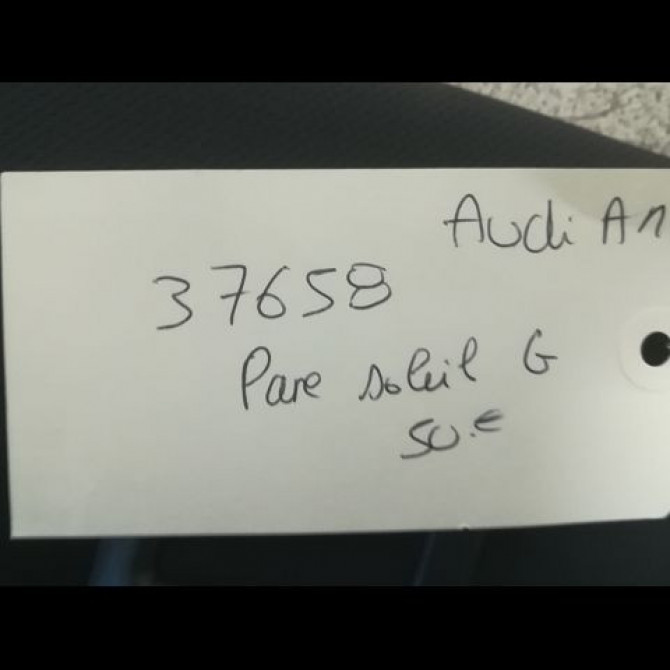 Audi A1
37658
Pare soleil G
50.€